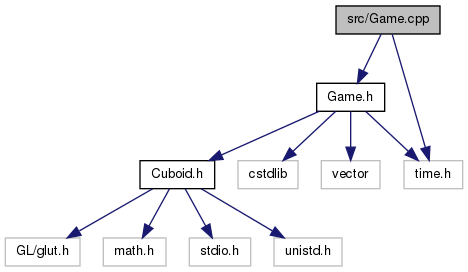 src/Game.cpp
Game.h
Cuboid.h
cstdlib
vector
time.h
GL/glut.h
math.h
stdio.h
unistd.h